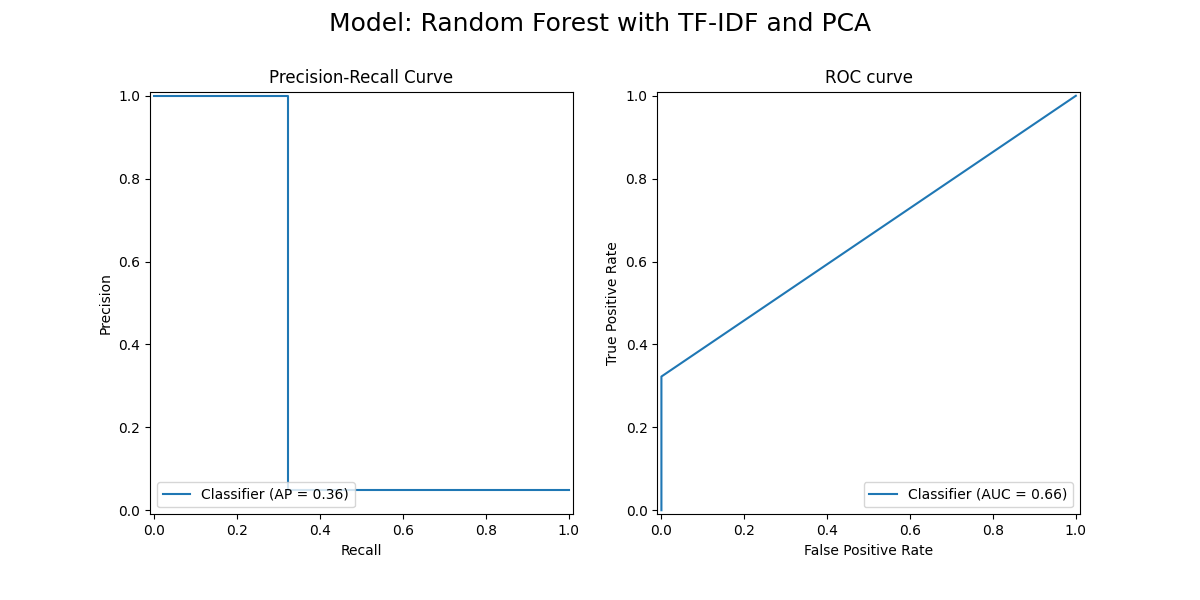 Model: Random Forest with TF-IDF and PCA
Precision-Recall Curve
1.0
0.8
0.6
0.4
0.2
0.0
Precision
Classifier (AP = 0.36)
0.0 0.2 0.4 0.6 0.8 1.0
Recall
ROC curve
1.0
0.8
0.6
0.4
0.2
0.0
True Positive Rate
Classifier (AUC = 0.66)
0.0 0.2 0.4 0.6 0.8 1.0
False Positive Rate